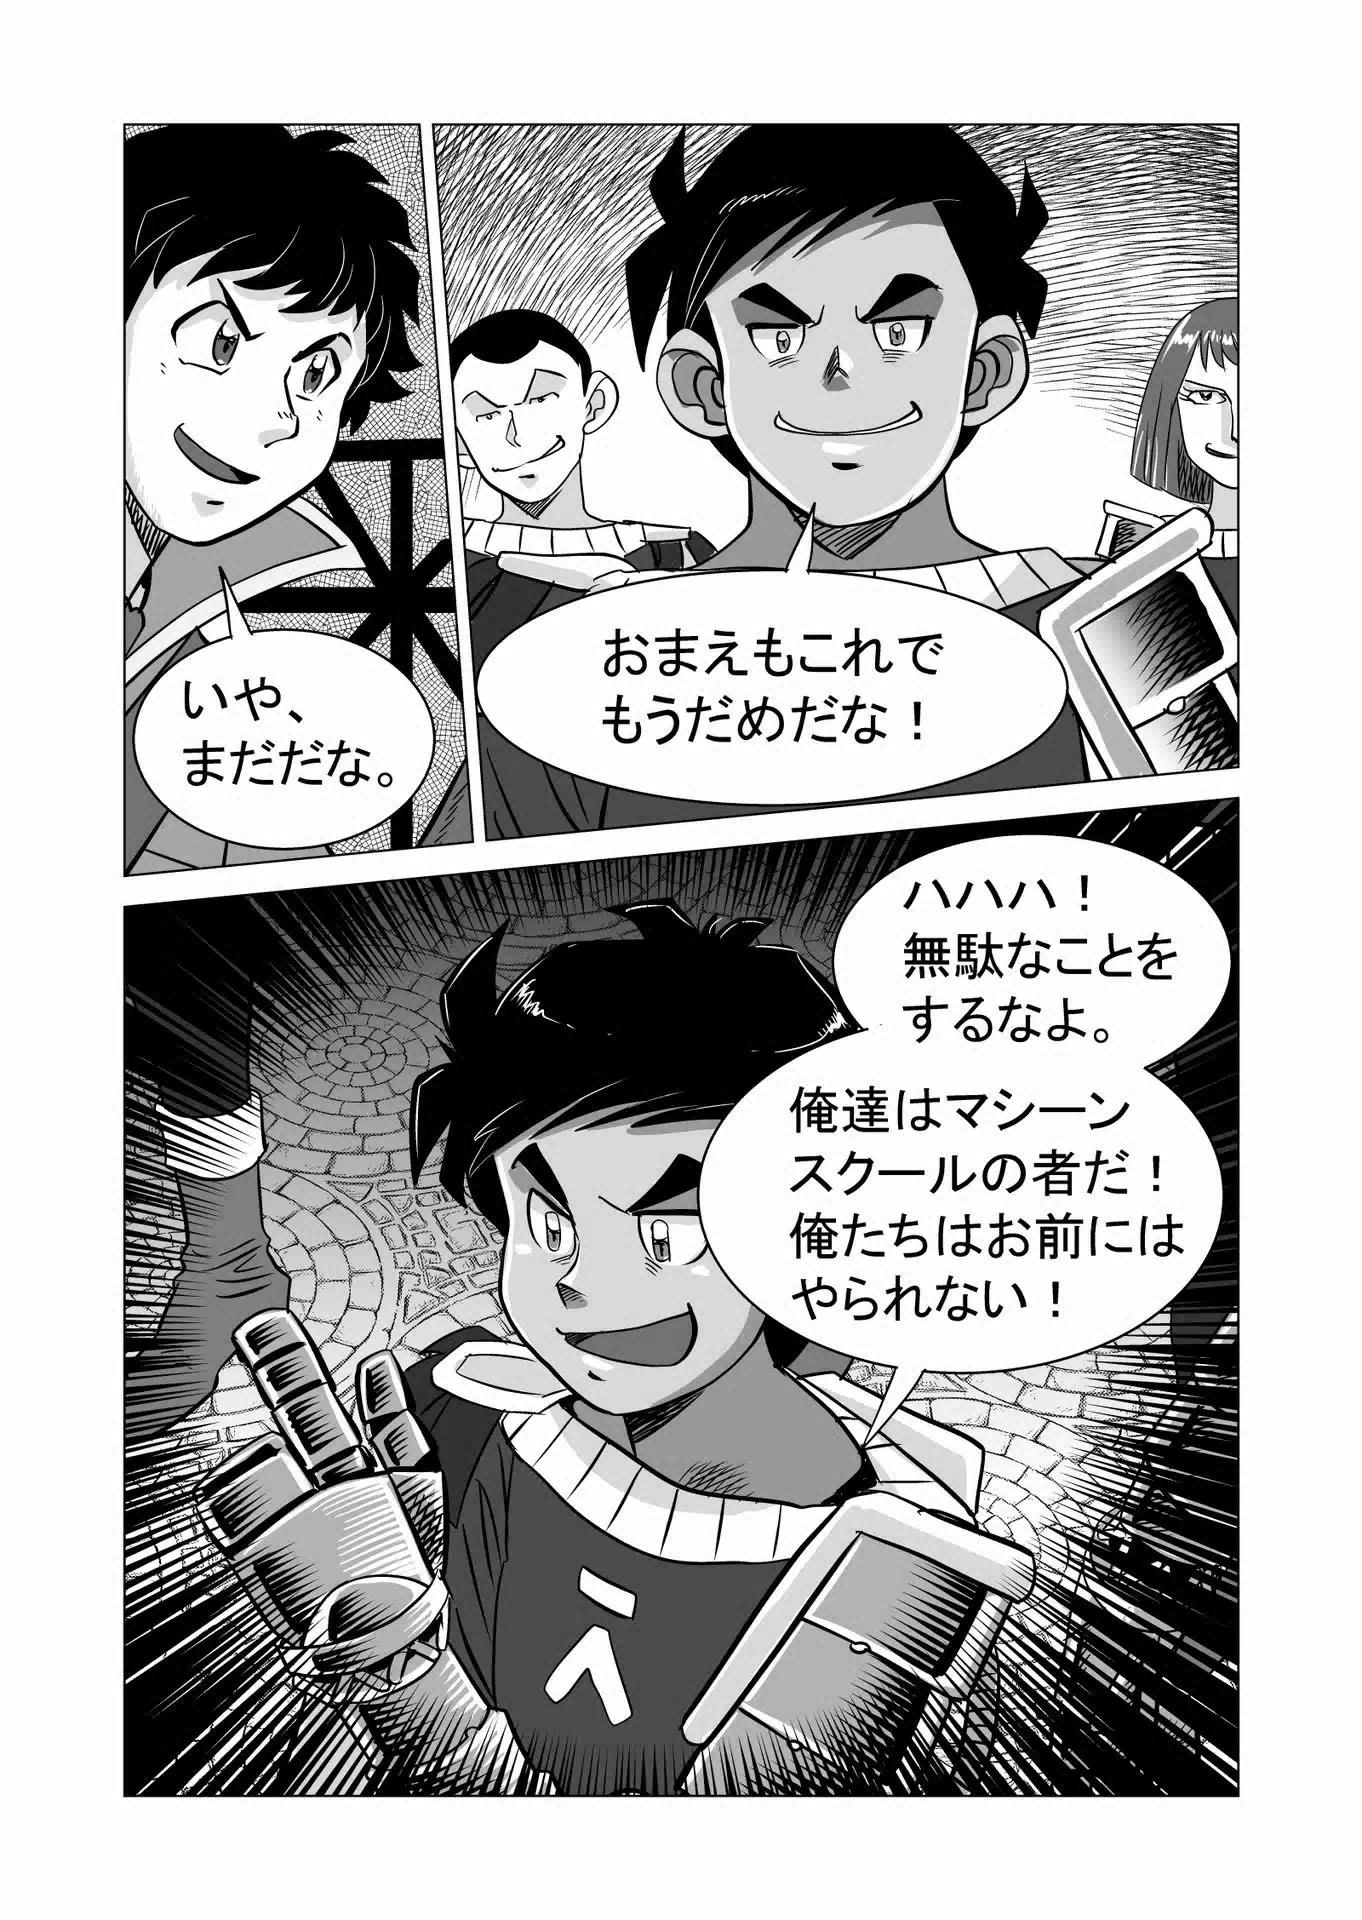 おまえもこれで
もうだめだな！
いや、
まだだな。
ハハハ！
無駄なことを
するなよ。
俺達はマシーン
スクールの者だ！
俺たちはお前には
やられない！